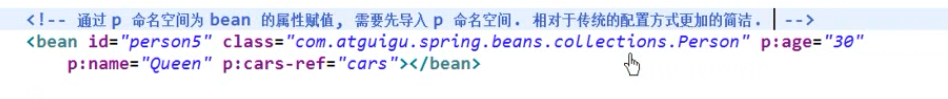 <!-- 通过 p 命名空间为 bean 的属性赋值, 需要先导入 p 命名空间. 相对于传统的配置方式更加的简洁. -->
<bean id="person5" class="com.atguigu.spring.beans.collections.Person" p:age="30"
p:name="Queen" p:cars-ref="cars"></bean>